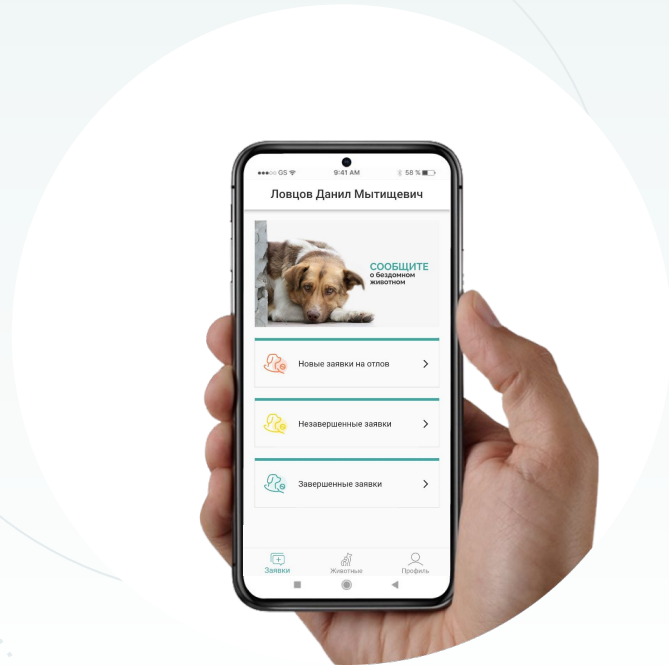 GS 9:41 AM 58 %
Ловцов Данил Мытищевич
СООБЩИТЕ
о бездомном
животном
Новые заявки на отлов
Незавершенные заявки
Завершенные заявки
Заявки Животные Профиль